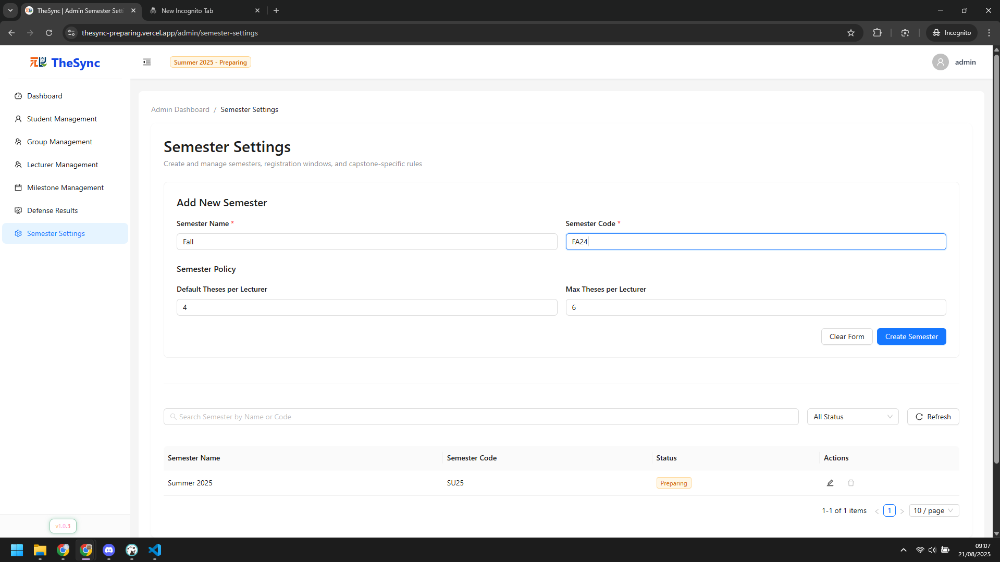 TheSync | Admin Semester Setti
New Incognito Tab
thesync-preparing.vercel.app/admin/semester-settings
Incognito
TheSync
Summer 2025 - Preparing
admin
Dashboard
Student Management
Group Management
Lecturer Management
Milestone Management
Defense Results
Semester Settings
v1.0.3
Admin Dashboard / Semester Settings
Semester Settings
Create and manage semesters, registration windows, and capstone-specific rules
Add New Semester
Semester Name *
Semester Code *
Fall
FA24
Semester Policy
Default Theses per Lecturer
Max Theses per Lecturer
4
6
Clear Form
Create Semester
Search Semester by Name or Code
All Status
Refresh
Semester Name
Semester Code
Status
Actions
Summer 2025
SU25
Preparing
1-1 of 1 items
1
10 / page
09:07
21/08/2025